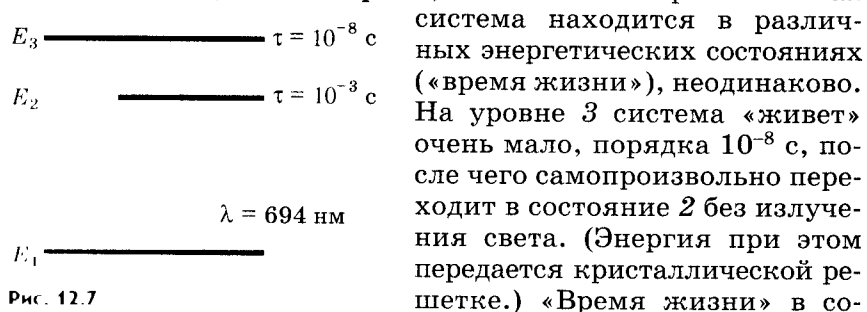 E₃ τ = 10⁻⁸ с
E₂ τ = 10⁻³ с
λ = 694 нм
E₁
Рис. 12.7
система находится в различ-
ных энергетических состояниях
(«время жизни»), неодинаково.
На уровне 3 система «живет»
очень мало, порядка 10⁻⁸ с, по-
сле чего самопроизвольно пере-
ходит в состояние 2 без излуче-
ния света. (Энергия при этом
передается кристаллической ре-
шетке.) «Время жизни» в со-